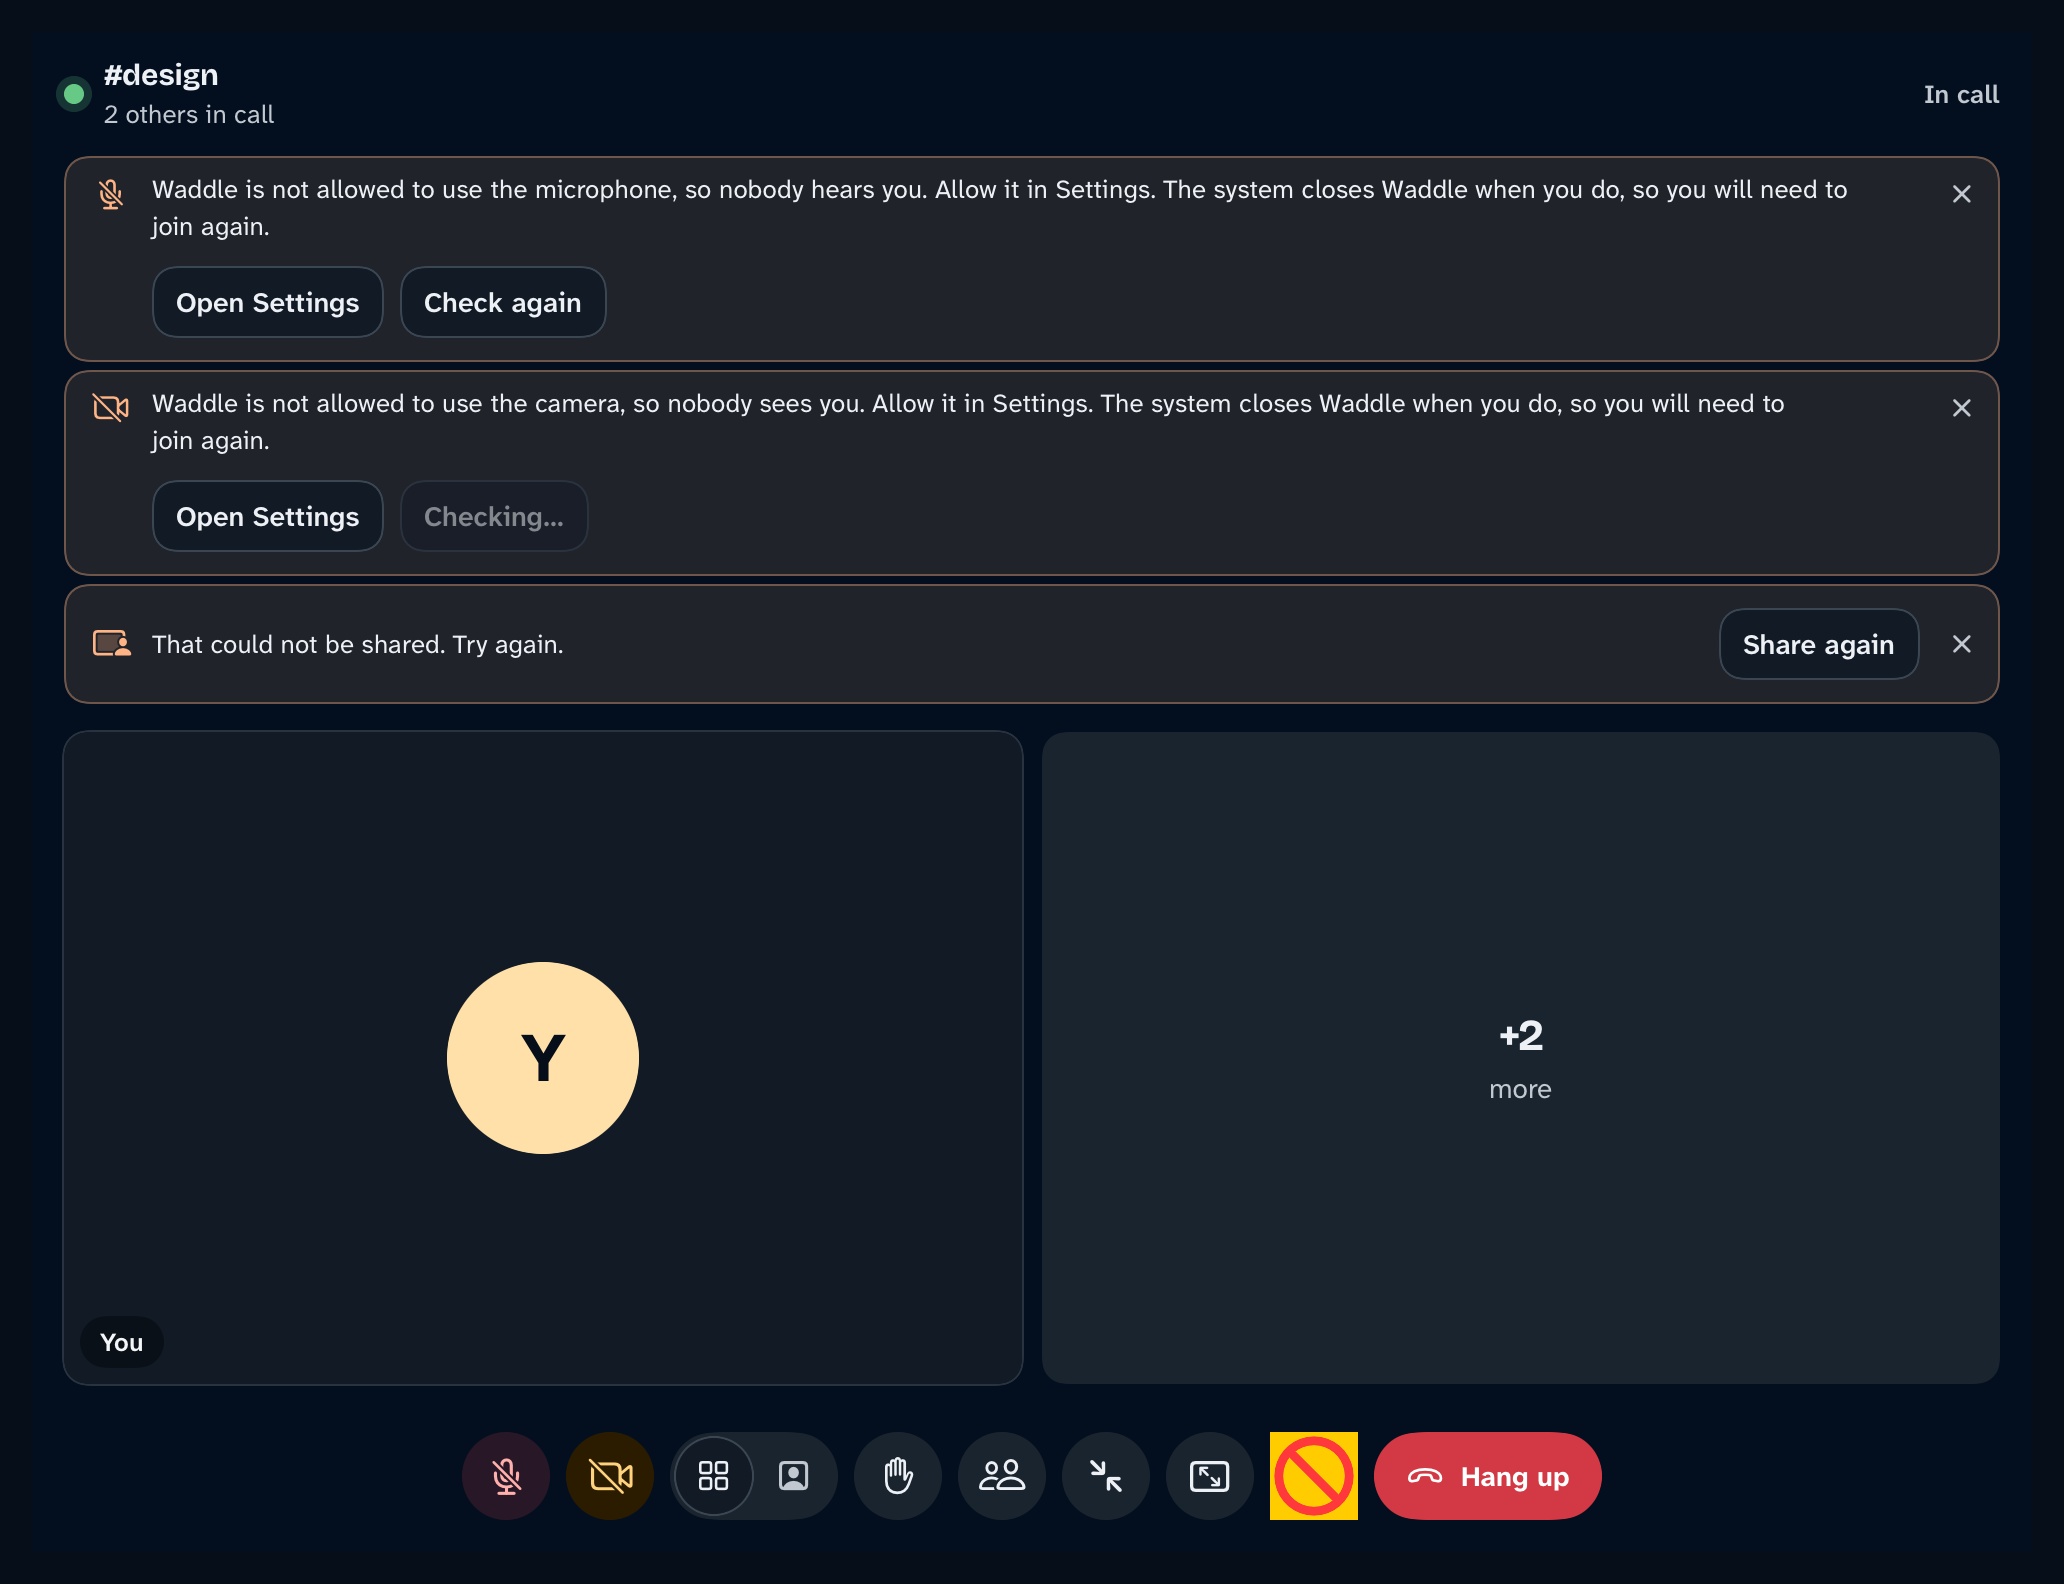 #design
2 others in call
In call
Waddle is not allowed to use the microphone, so nobody hears you. Allow it in Settings. The system closes Waddle when you do, so you will need to
join again.
Open Settings
Check again
Waddle is not allowed to use the camera, so nobody sees you. Allow it in Settings. The system closes Waddle when you do, so you will need to
join again.
Open Settings
Checking...
That could not be shared. Try again.
Share again
Y
You
+2
more
Hang up